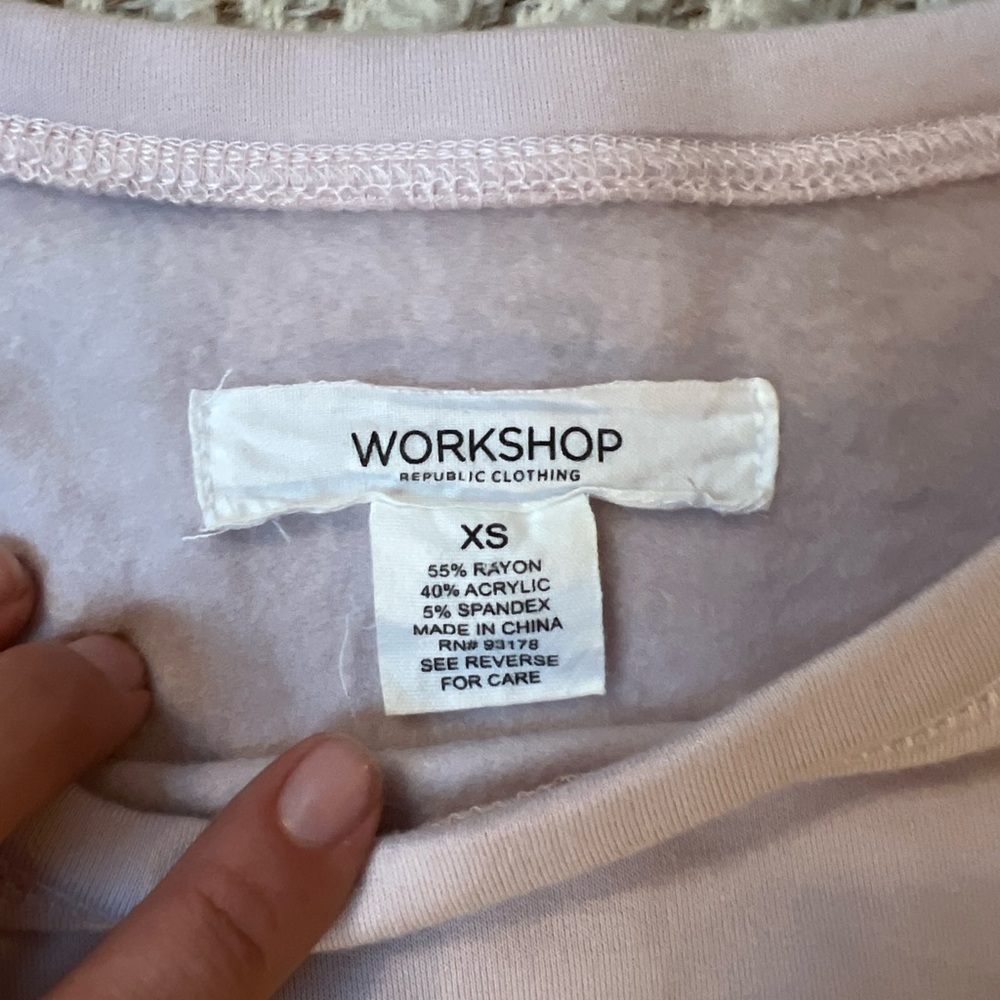 WORKSHOP
REPUBLIC CLOTHING
XS
55% RAYON
40% ACRYLIC
5% SPANDEX
MADE IN CHINA
RN# 93178
SEE REVERSE
FOR CARE